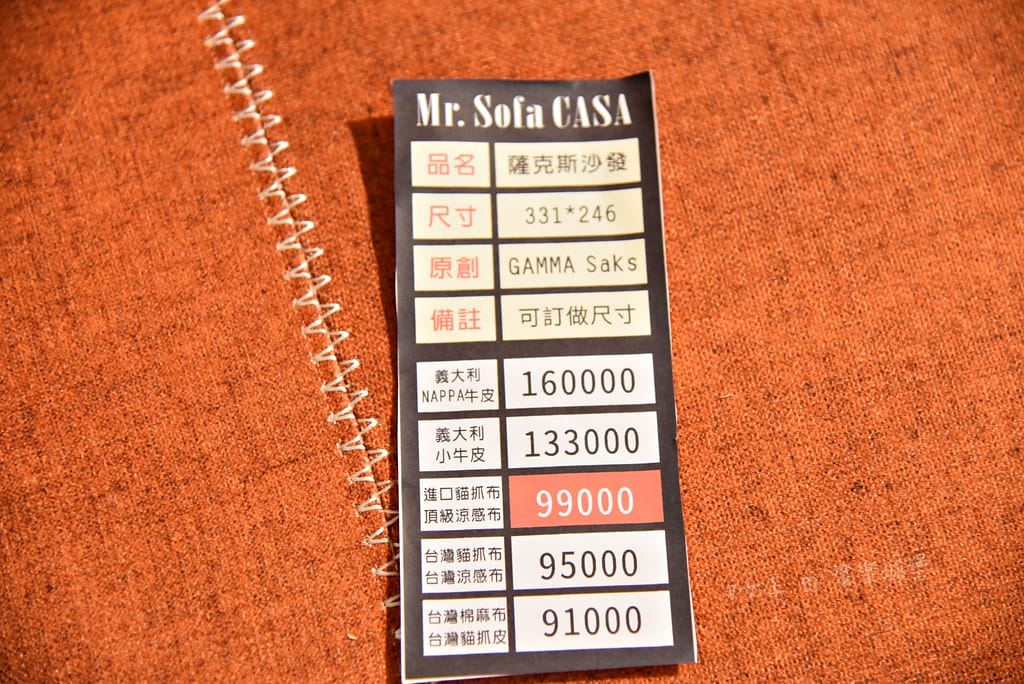 Mr. Sofa CASA
品名 薩克斯沙發
尺寸 331*246
原創 GAMMA Saks
備註 可訂做尺寸
義大利
NAPPA牛皮
160000
義大利
小牛皮
133000
進口貓抓布
頂級涼感布
99000
台灣貓抓布
台灣涼感布
95000
台灣棉麻布
台灣貓抓皮
91000